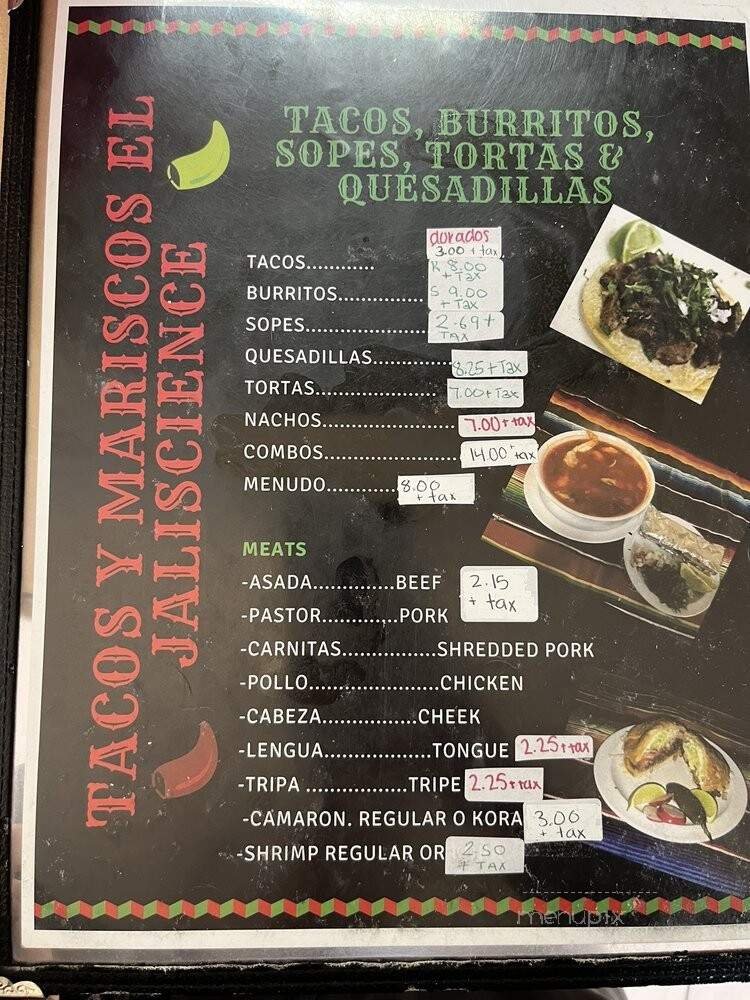 TACOS Y MARISCOS EL
JALISCIENCE
TACOS, BURRITOS,
SOPES, TORTAS &
QUESADILLAS
dorados
3.00 + tax
TACOS............
R 8.00
+ Tax
BURRITOS...............
S 9.00
+ Tax
SOPES..................... 2.69+
TAX
QUESADILLAS.............. 8.25+Tax
TORTAS..................... 7.00+Tax
NACHOS..................... 7.00+tax
COMBOS..................... 14.00+tax
MENUDO............ 8.00
+ tax
MEATS
-ASADA.............BEEF 2.15
+ tax
-PASTOR............PORK
-CARNITAS...............SHREDDED PORK
-POLLO.....................CHICKEN
-CABEZA...............CHEEK
-LENGUA.................TONGUE 2.25+tax
-TRIPA .................TRIPE 2.25+tax
-CAMARON. REGULAR O KORA 3.00
+ tax
-SHRIMP REGULAR OR 2.50
+ TAX
menupix